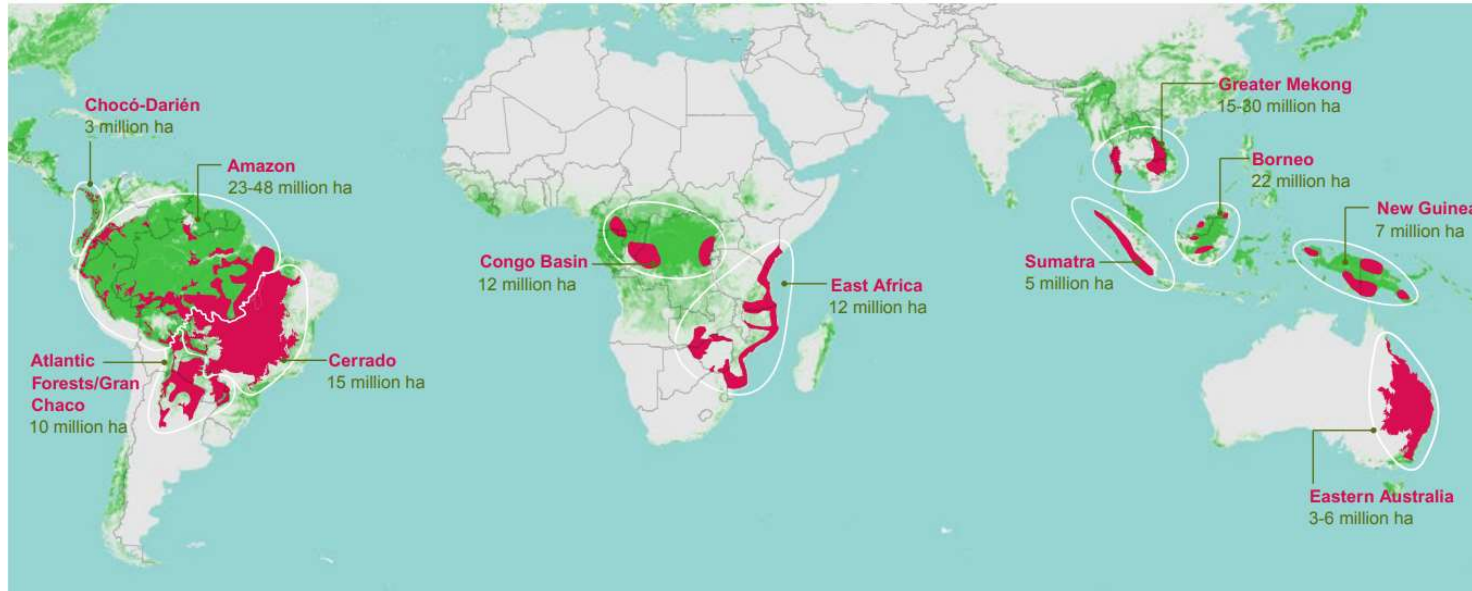 Chocó-Darién
3 million ha
Amazon
23-48 million ha
Atlantic
Forests/Gran
Chaco
10 million ha
Cerrado
15 million ha
Congo Basin
12 million ha
East Africa
12 million ha
Greater Mekong
15-30 million ha
Borneo
22 million ha
New Guinea
7 million ha
Sumatra
5 million ha
Eastern Australia
3-6 million ha